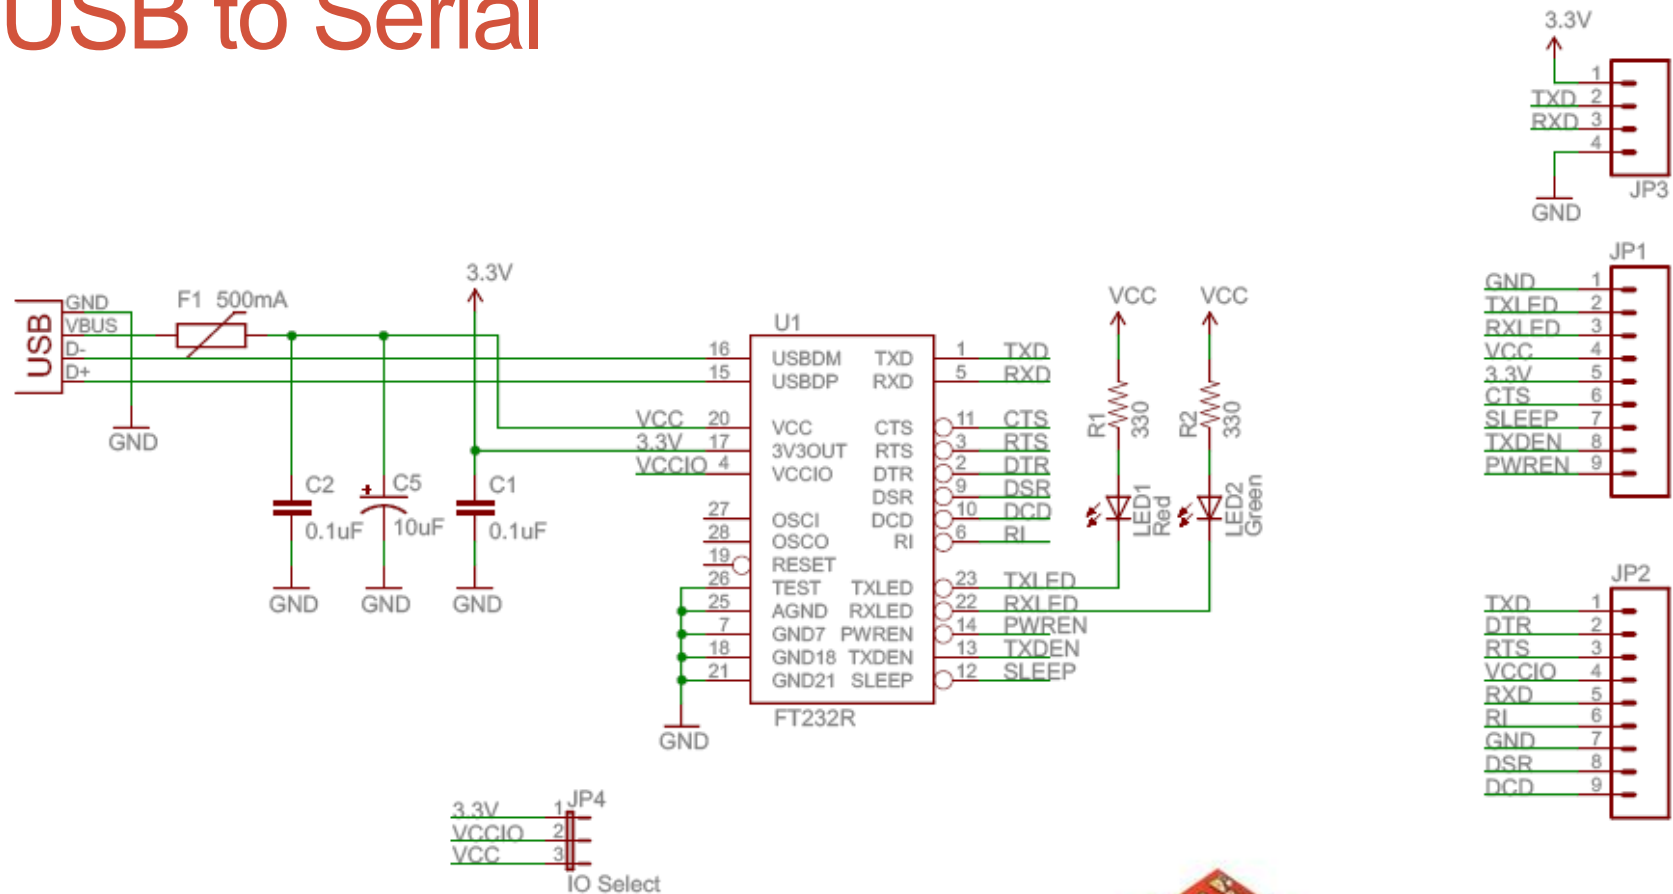 USB to Serial
3.3V
1
TXD 2
RXD 3
4
JP3
GND
JP1
GND 1
TXLED 2
RXLED 3
VCC 4
3.3V 5
CTS 6
SLEEP 7
TXDEN 8
PWREN 9
JP2
TXD 1
DTR 2
RTS 3
VCCIO 4
RXD 5
RI 6
GND 7
DSR 8
DCD 9
USB
GND
VBUS
D-
D+
F1 500mA
GND
3.3V
C2
0.1uF
GND
C5
10uF
GND
C1
0.1uF
GND
U1
16 USBDM TXD 1 TXD
15 USBDP RXD 5 RXD
VCC 20 VCC CTS 11 CTS
3.3V 17 3V3OUT RTS 3 RTS
VCCIO 4 VCCIO DTR 2 DTR
DSR 9 DSR
27 OSCI DCD 10 DCD
28 OSCO RI 6 RI
19 RESET
26 TEST TXLED 23 TXLED
25 AGND RXLED 22 RXLED
7 GND7 PWREN 14 PWREN
18 GND18 TXDEN 13 TXDEN
21 GND21 SLEEP 12 SLEEP
FT232R
GND
VCC
R1
330
LED1
Red
VCC
R2
330
LED2
Green
JP4
3.3V 1
VCCIO 2
VCC 3
IO Select